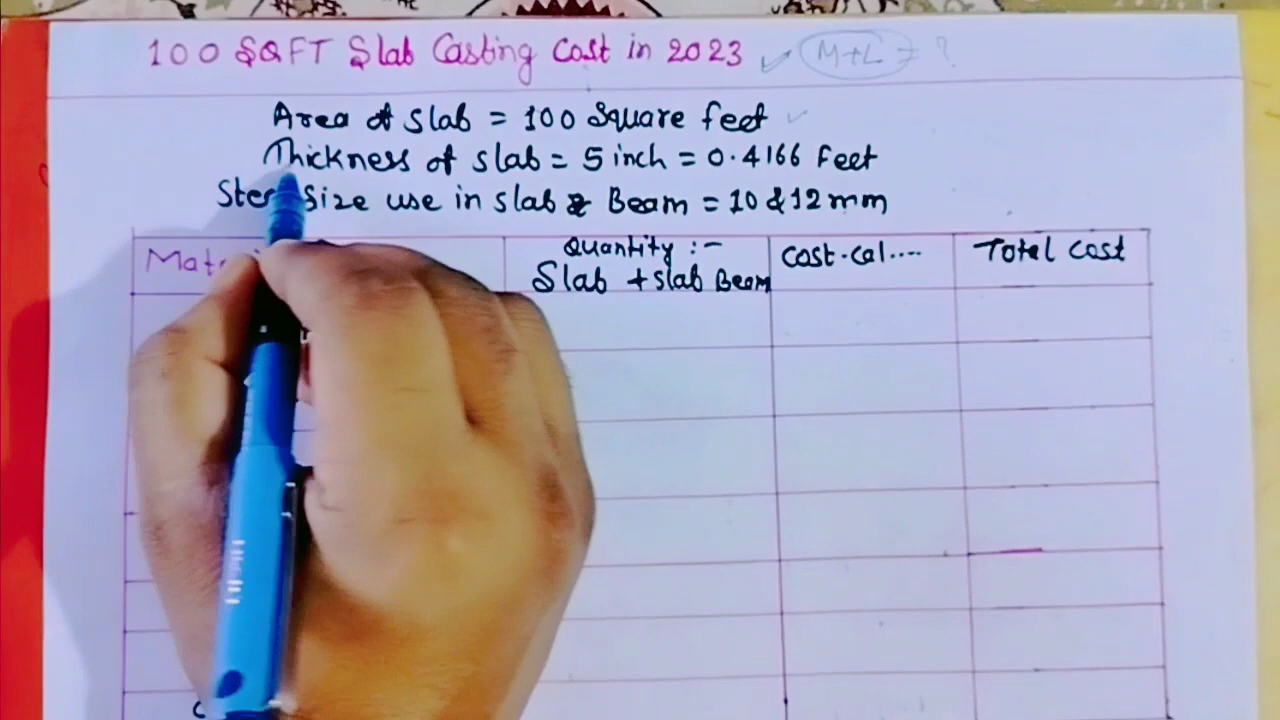 100 SQFT Slab Casting Cost in 2023 M+L = ?
Area of slab = 100 Square feet
Thickness of slab = 5 inch = 0.4166 Feet
Size use in slab & Beam = 10 & 12 mm
Quantity :- Cost-cal.... Total Cost
Slab + slab Beam